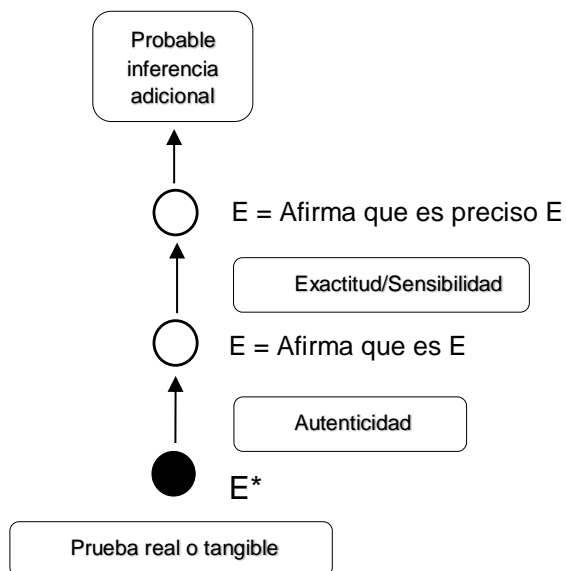 Probable
inferencia
adicional
E = Afirma que es preciso E
Exactitud/Sensibilidad
E = Afirma que es E
Autenticidad
E*
Prueba real o tangible